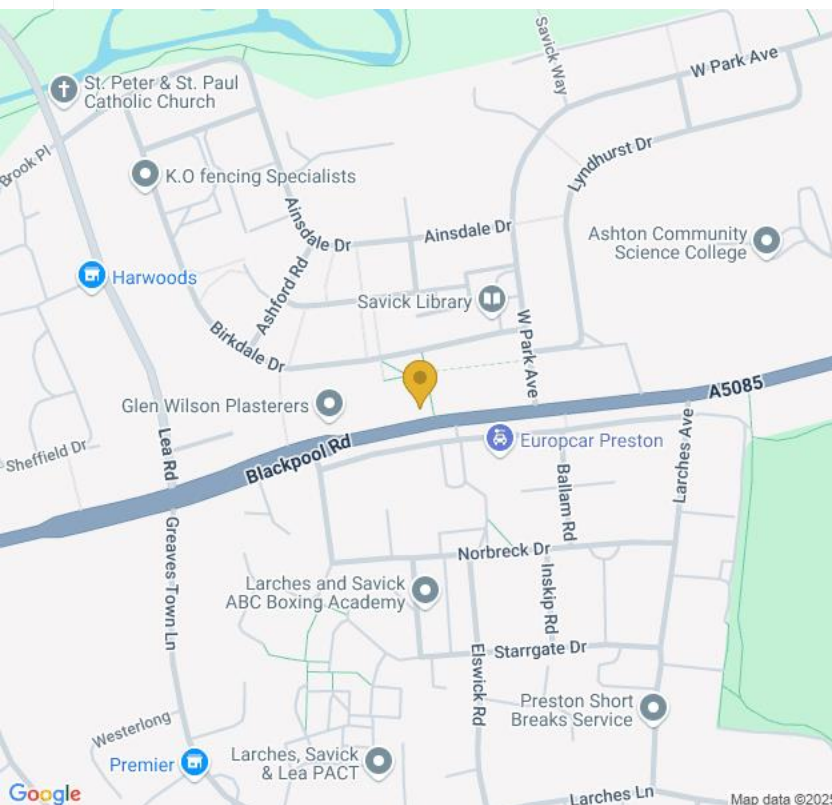 Savick Way
W Park Ave
St. Peter & St. Paul
Catholic Church
Brook Pl
K.O fencing Specialists
Lyndhurst Dr
Ainsdale Dr
Ainsdale Dr
Ashton Community
Science College
Harwoods
Ashford Rd
Savick Library
Birkdale Dr
W Park Ave
Glen Wilson Plasterers
A5085
Lea Rd
Sheffield Dr
Blackpool Rd
Europcar Preston
Larches Ave
Ballam Rd
Greaves Town Ln
Norbreck Dr
Larches and Savick
ABC Boxing Academy
Inskip Rd
Starrgate Dr
Elswick Rd
Preston Short
Breaks Service
Westerlong
Premier
Larches, Savick
& Lea PACT
Larches Ln
Google
Map data ©2025